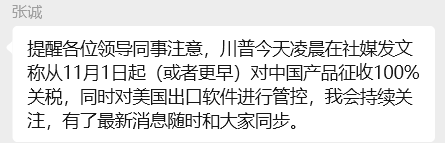 张诚
提醒各位领导同事注意，川普今天凌晨在社媒发文
称从11月1日起（或者更早）对中国产品征收100%
关税，同时对美国出口软件进行管控，我会持续关
注，有了最新消息随时和大家同步。